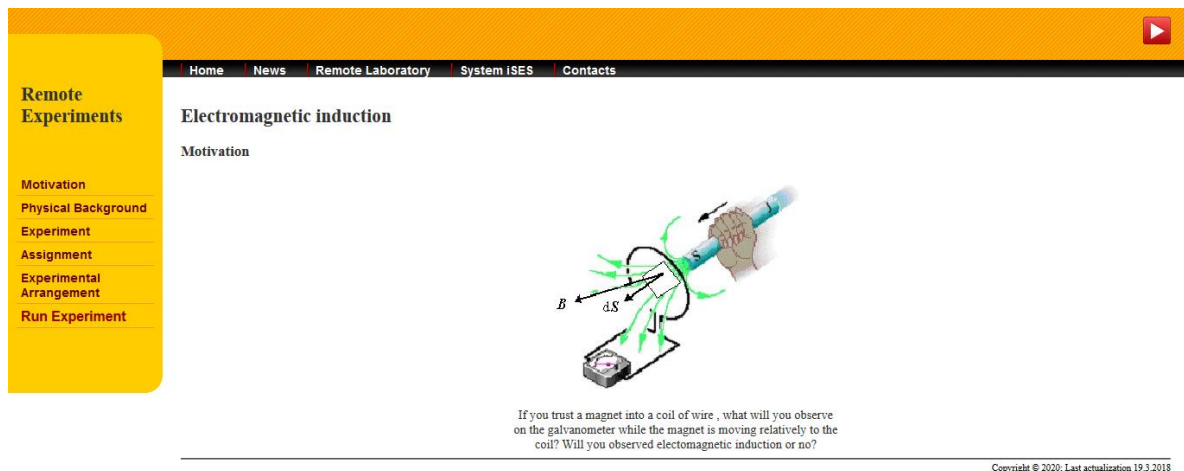 Home News Remote Laboratory System iSES Contacts
Remote
Experiments
Motivation
Physical Background
Experiment
Assignment
Experimental
Arrangement
Run Experiment
Electromagnetic induction
Motivation
S
B
dS
If you trust a magnet into a coil of wire , what will you observe
on the galvanometer while the magnet is moving relatively to the
coil? Will you observed electomagnetic induction or no?
Copyright © 2020; Last actualization 19.3.2018